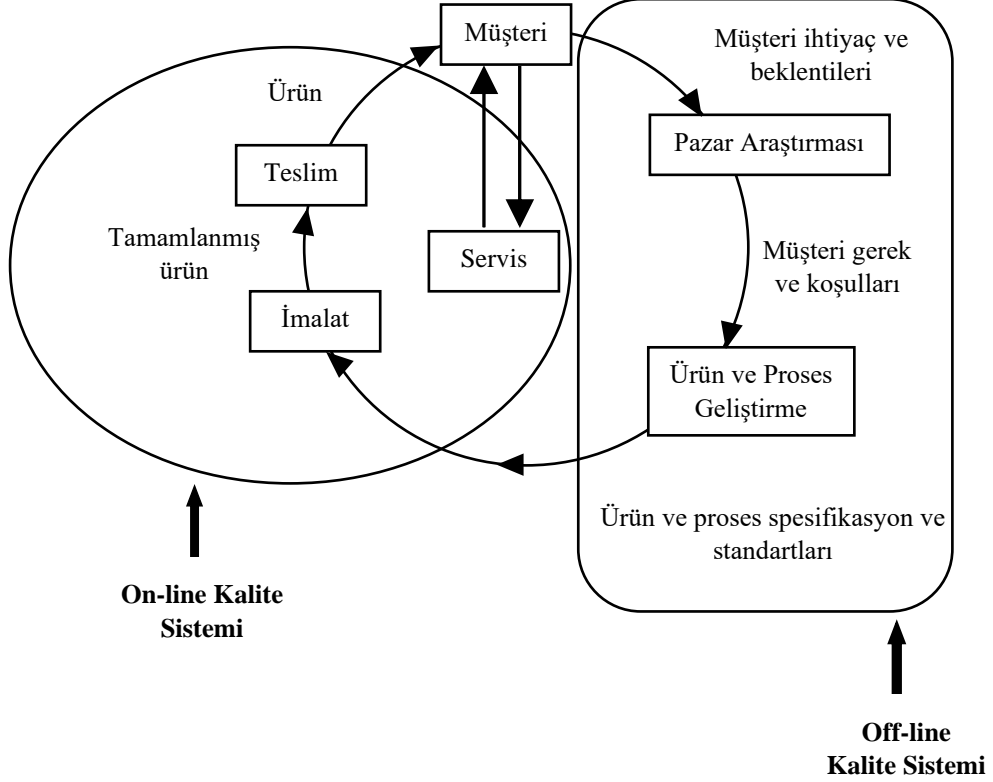 Müşteri
Müşteri ihtiyaç ve
beklentileri
Ürün
Pazar Araştırması
Teslim
Tamamlanmış
ürün
Servis
Müşteri gerek
ve koşulları
İmalat
Ürün ve Proses
Geliştirme
Ürün ve proses spesifikasyon ve
standartları
On-line Kalite
Sistemi
Off-line
Kalite Sistemi